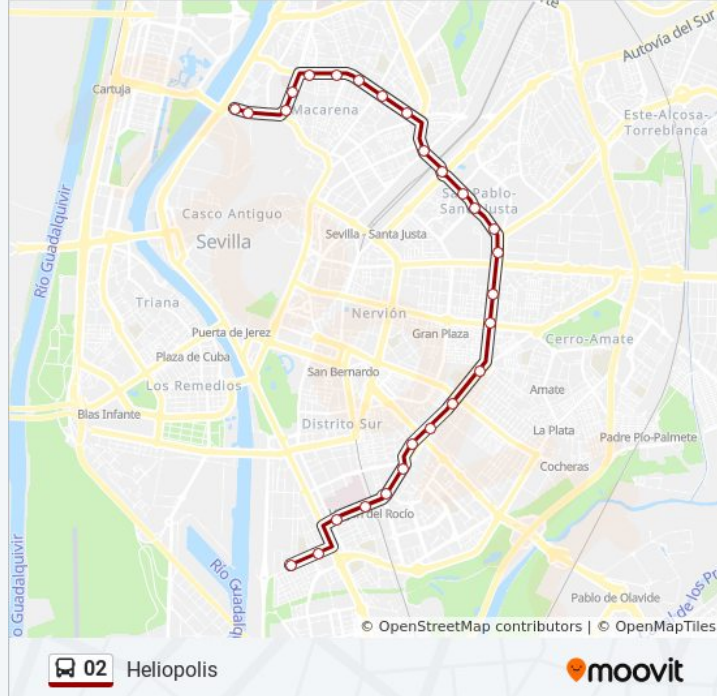 Autovía del Sur
Cartuja
Macarena
Este-Alcosa-
Torreblanca
Río Guadalquivir
Casco Antiguo
San Pablo-
Santa Justa
Sevilla
Sevilla - Santa Justa
Triana
Nervión
Puerta de Jerez
Gran Plaza
Cerro-Amate
Plaza de Cuba
San Bernardo
Los Remedios
Amate
Blas Infante
Distrito Sur
La Plata
Padre Pío-Palmete
Cocheras
del Rocío
o Guadalquivir
Río Guadalq
Pablo de Olavide
© OpenStreetMap contributors | © OpenMapTiles
02 Heliopolis
moovit